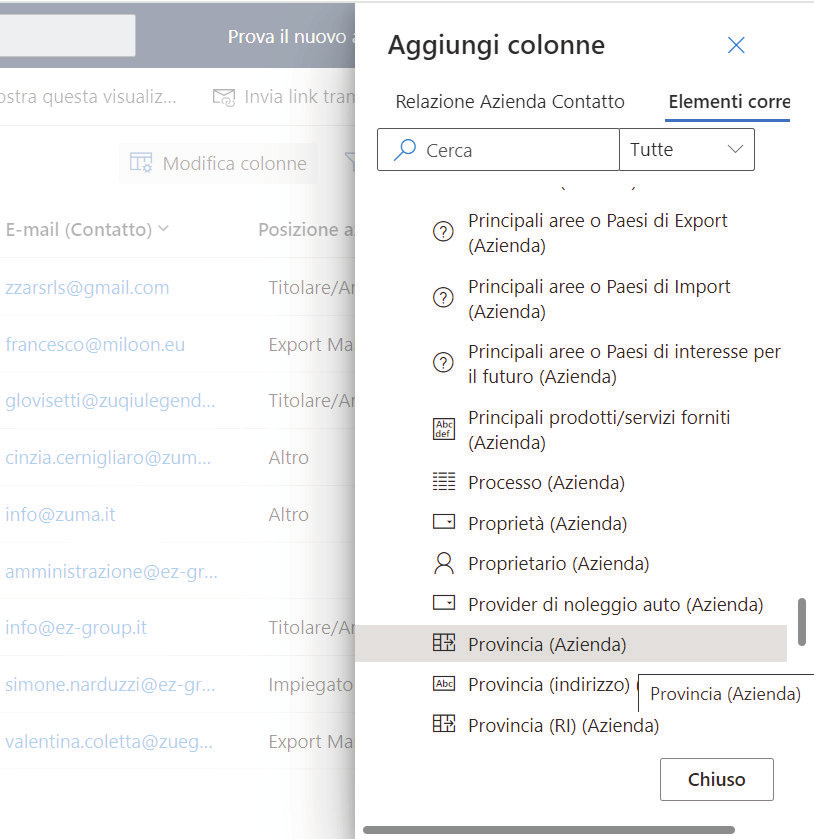 Prova il nuovo
Aggiungi colonne
ostra questa visualiz...
Invia link
Relazione Azienda Contatto
Elementi corre
Modifica colonne
Cerca
Tutte
E-mail (Contatto)
Posizione a
Principali aree o Paesi di Export
(Azienda)
zzarsrls@gmail.com
Titolare/Ar
Principali aree o Paesi di Import
(Azienda)
francesco@miloon.eu
Export Ma
Principali aree o Paesi di interesse per
il futuro (Azienda)
glovisetti@zuqiulegend...
Titolare/Ar
Abc
def
Principali prodotti/servizi forniti
(Azienda)
cinzia.cernigliaro@zum...
Altro
Processo (Azienda)
info@zuma.it
Altro
Proprietà (Azienda)
amministrazione@ez-gr...
Proprietario (Azienda)
Provider di noleggio auto (Azienda)
info@ez-group.it
Titolare/Ar
Provincia (Azienda)
simone.narduzzi@ez-gr...
Impiegato
Abc
Provincia (indirizzo) (
Provincia (Azienda)
valentina.coletta@zueg...
Export Ma
Provincia (RI) (Azienda)
Chiuso